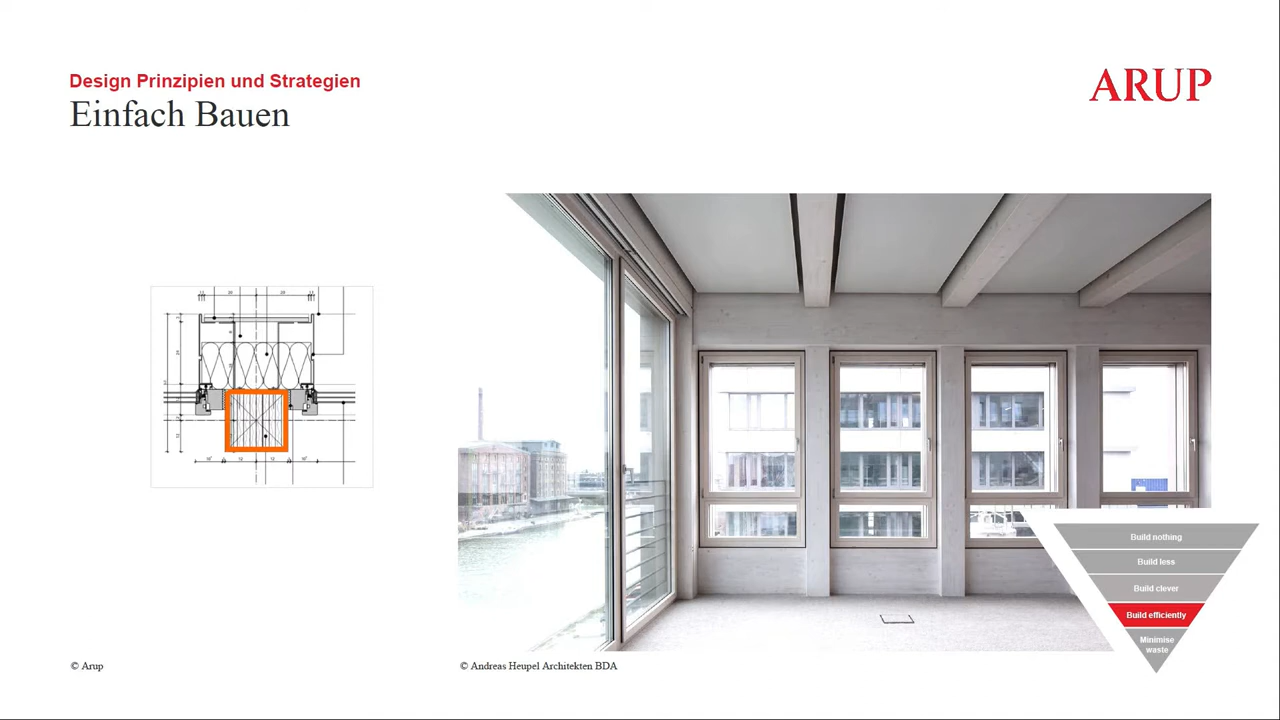 Design Prinzipien und Strategien
Einfach Bauen
ARUP
Build nothing
Build less
Build clever
Build efficiently
Minimise
waste
© Arup
© Andreas Heupel Architekten BDA